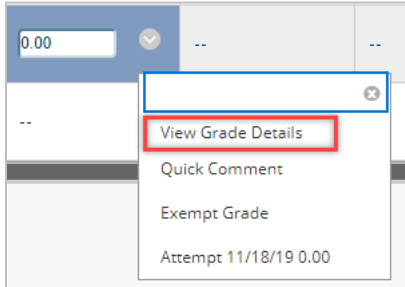 0.00 -- --
--
View Grade Details
Quick Comment
Exempt Grade
Attempt 11/18/19 0.00